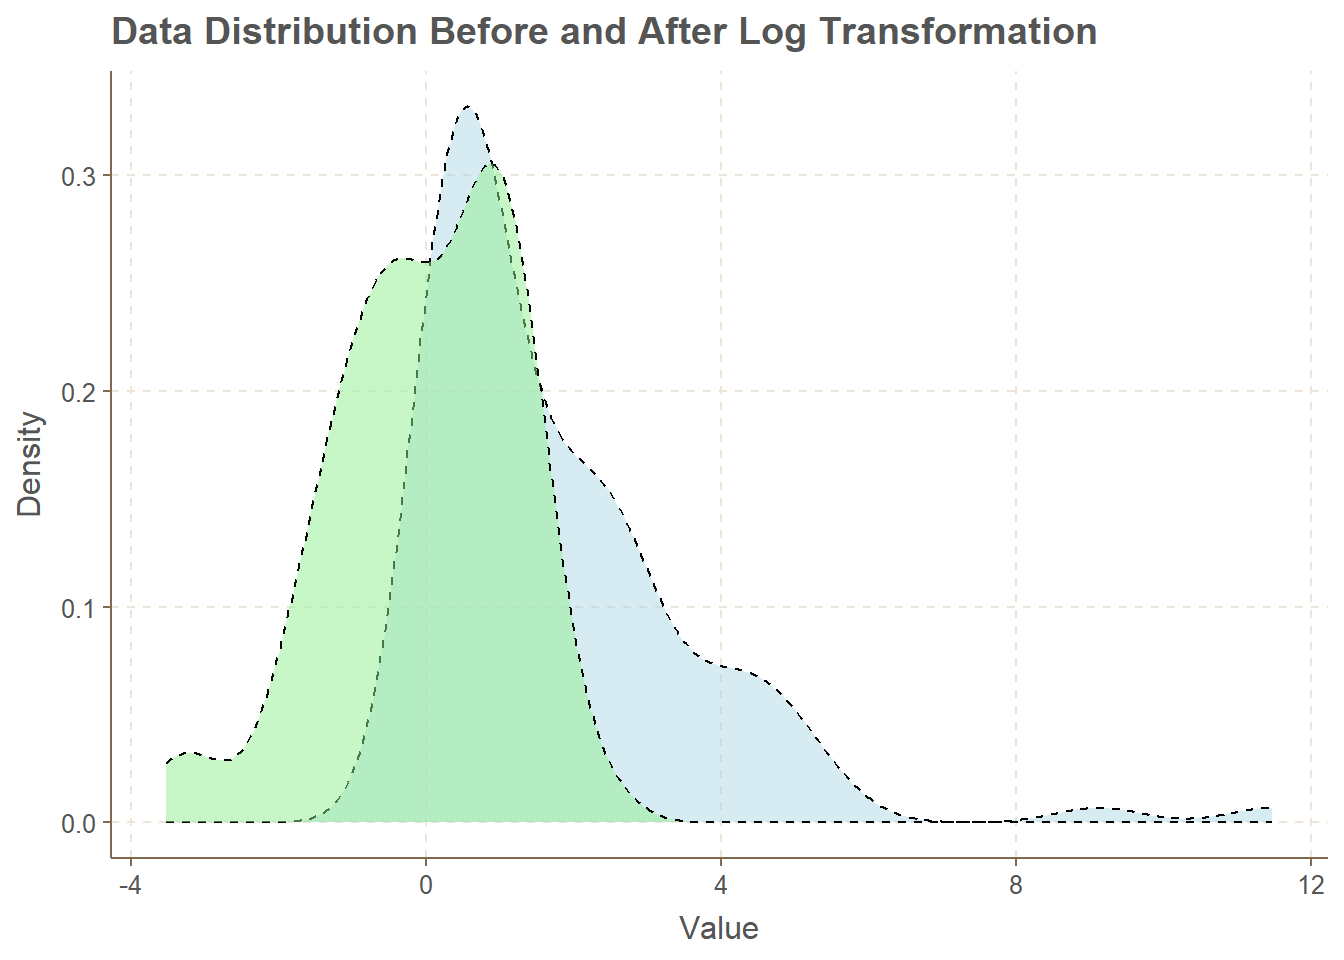 Data Distribution Before and After Log Transformation
0.3
0.2
0.1
0.0
Density
-4 0 4 8 12
Value